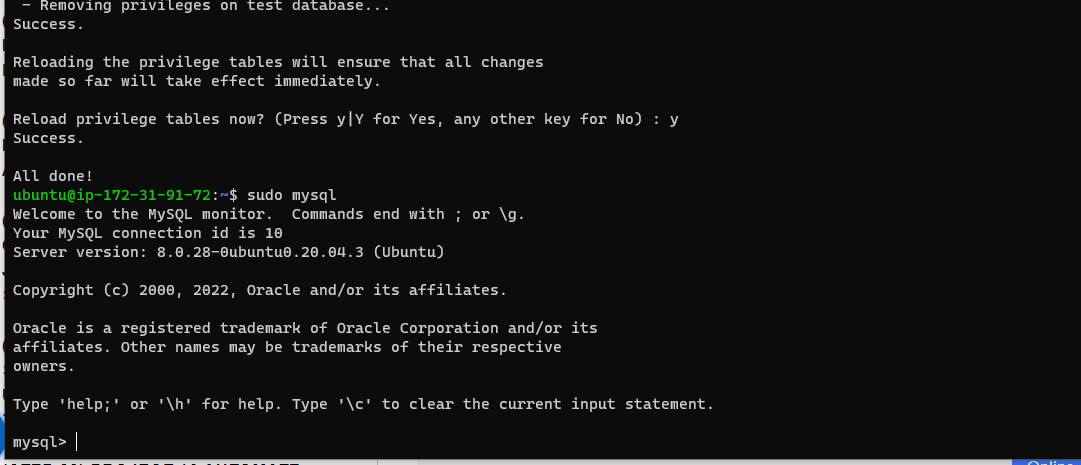 - Removing privileges on test database...
Success.
Reloading the privilege tables will ensure that all changes
made so far will take effect immediately.
Reload privilege tables now? (Press y|Y for Yes, any other key for No) : y
Success.
All done!
ubuntu@ip-172-31-91-72:~$ sudo mysql
Welcome to the MySQL monitor.  Commands end with ; or \g.
Your MySQL connection id is 10
Server version: 8.0.28-0ubuntu0.20.04.3 (Ubuntu)
Copyright (c) 2000, 2022, Oracle and/or its affiliates.
Oracle is a registered trademark of Oracle Corporation and/or its
affiliates. Other names may be trademarks of their respective
owners.
Type 'help;' or '\h' for help. Type '\c' to clear the current input statement.
mysql>